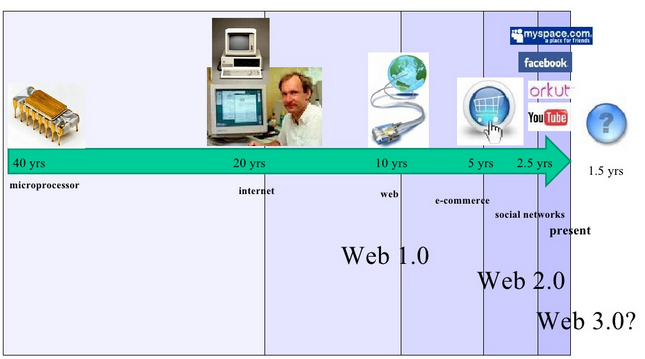 myspace.com
a place for friends
facebook
orkut
YouTube
?
40 yrs
20 yrs
10 yrs
5 yrs
2.5 yrs
1.5 yrs
microprocessor
internet
web
e-commerce
social networks
present
Web 1.0
Web 2.0
Web 3.0?